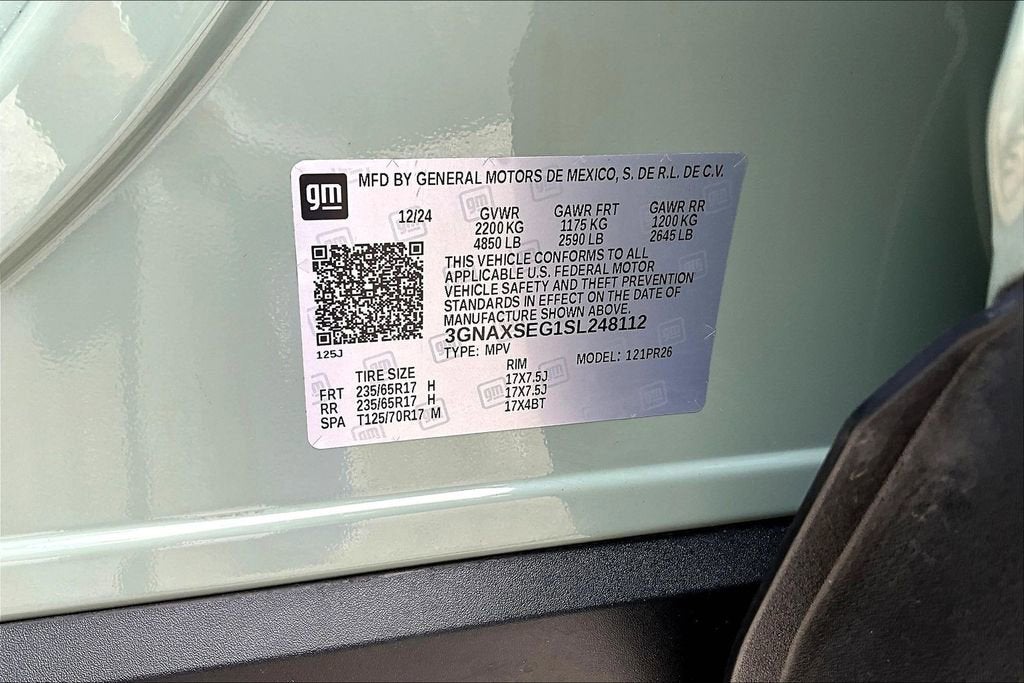 gm MFD BY GENERAL MOTORS DE MEXICO, S. DE R.L. DE C.V.
12/24 GVWR GAWR FRT GAWR RR
2200 KG 1175 KG 1200 KG
4850 LB 2590 LB 2645 LB
THIS VEHICLE CONFORMS TO ALL
APPLICABLE U.S. FEDERAL MOTOR
VEHICLE SAFETY AND THEFT PREVENTION
STANDARDS IN EFFECT ON THE DATE OF
MANUFACTURE SHOWN ABOVE.
3GNAXSEG1SL248112
125J
TYPE: MPV MODEL: 121PR26
TIRE SIZE RIM
FRT 235/65R17 H 17X7.5J
RR 235/65R17 H 17X7.5J
SPA T125/70R17 M 17X4BT